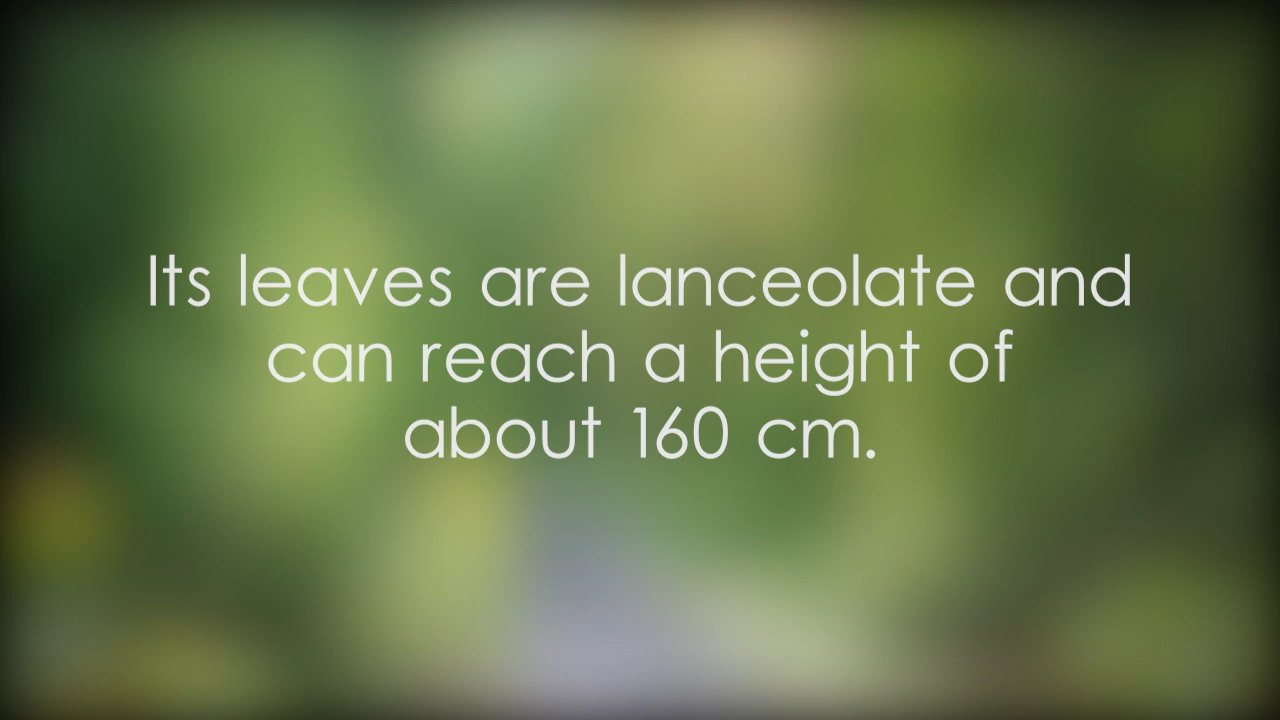 Its leaves are lanceolate and
can reach a height of
about 160 cm.